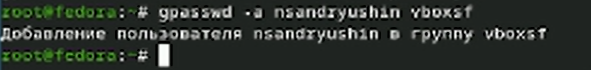 root@fedora:~# gpasswd -a nsandryushin vboxsf
Добавление пользователя nsandryushin в группу vboxsf
root@fedora:~#